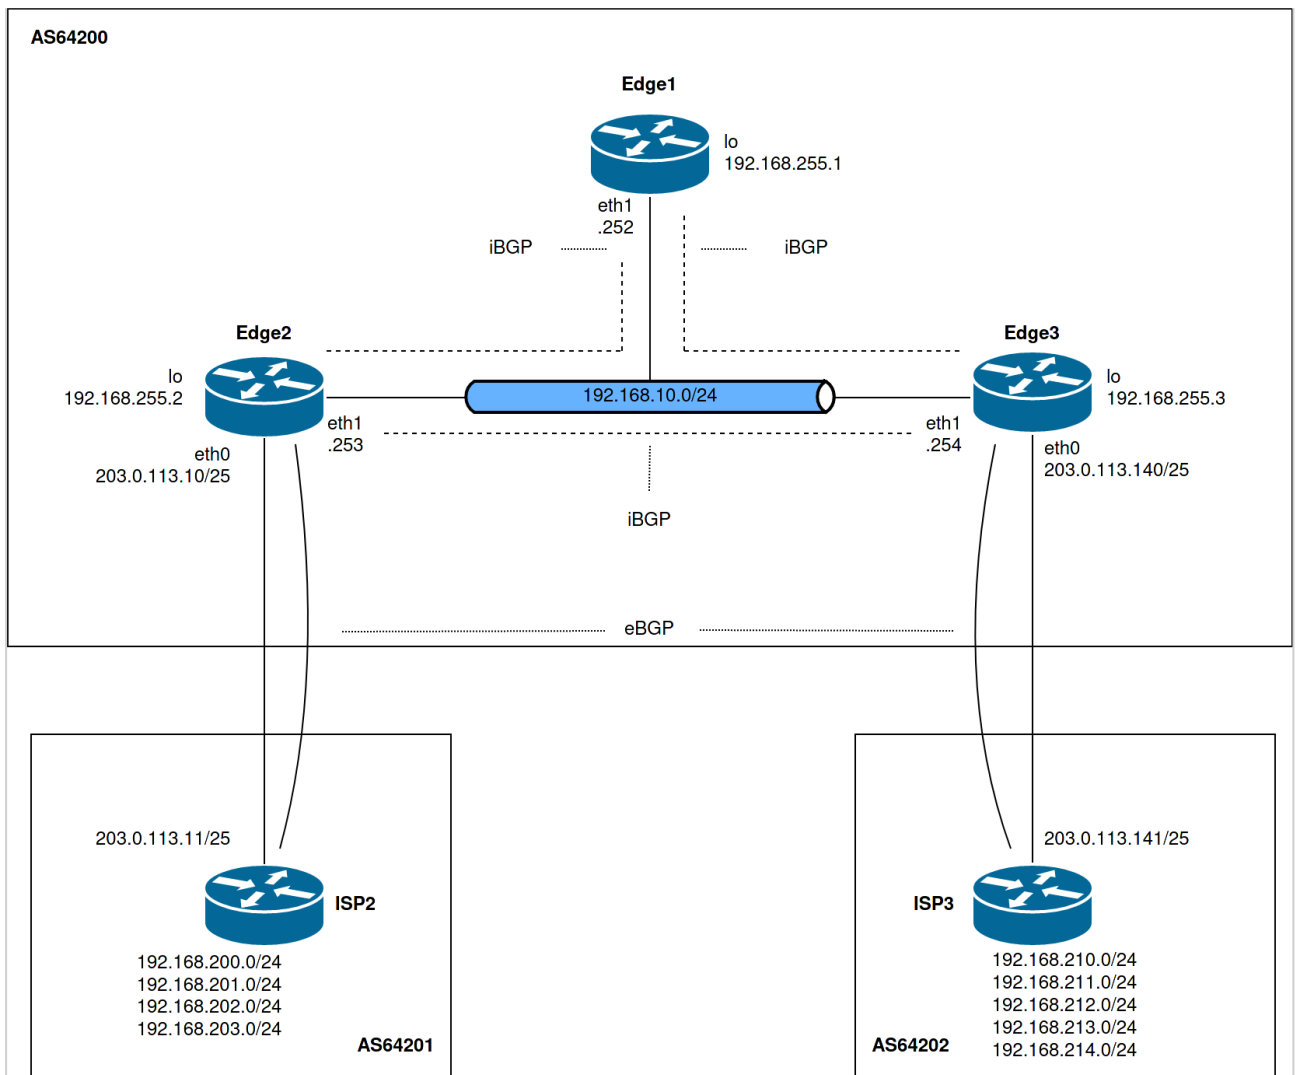 AS64200
Edge1
lo
192.168.255.1
eth1
.252
iBGP
iBGP
Edge2
Edge3
lo
192.168.255.2
192.168.10.0/24
lo
192.168.255.3
eth1
.253
eth1
.254
eth0
203.0.113.10/25
eth0
203.0.113.140/25
iBGP
eBGP
203.0.113.11/25
203.0.113.141/25
ISP2
ISP3
192.168.200.0/24
192.168.201.0/24
192.168.202.0/24
192.168.203.0/24
AS64201
192.168.210.0/24
192.168.211.0/24
192.168.212.0/24
192.168.213.0/24
192.168.214.0/24
AS64202